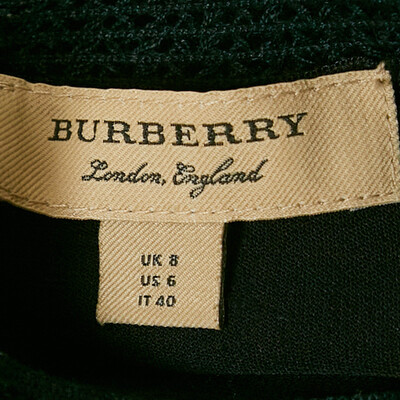 BURBERRY
London, England
UK 8
US 6
IT 40